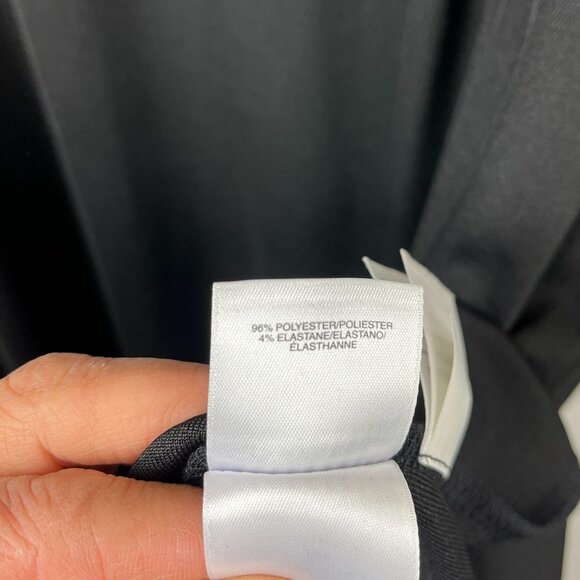 96% POLYESTER/POLIESTER
4% ELASTANE/ELASTANO/
ÉLASTHANNE